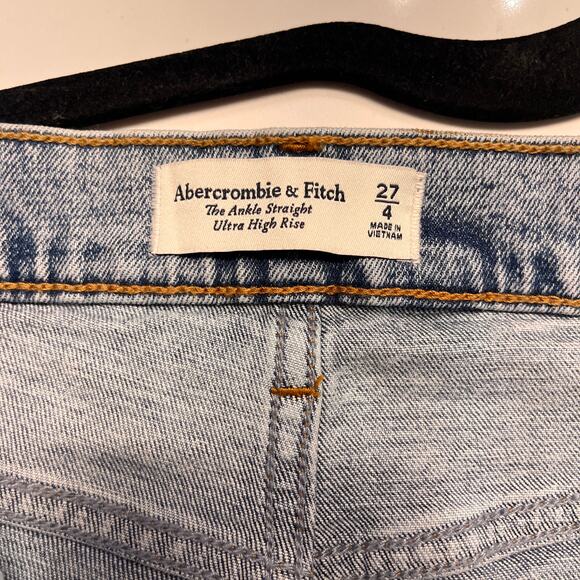 Abercrombie & Fitch
The Ankle Straight
Ultra High Rise
27
4
MADE IN
VIETNAM